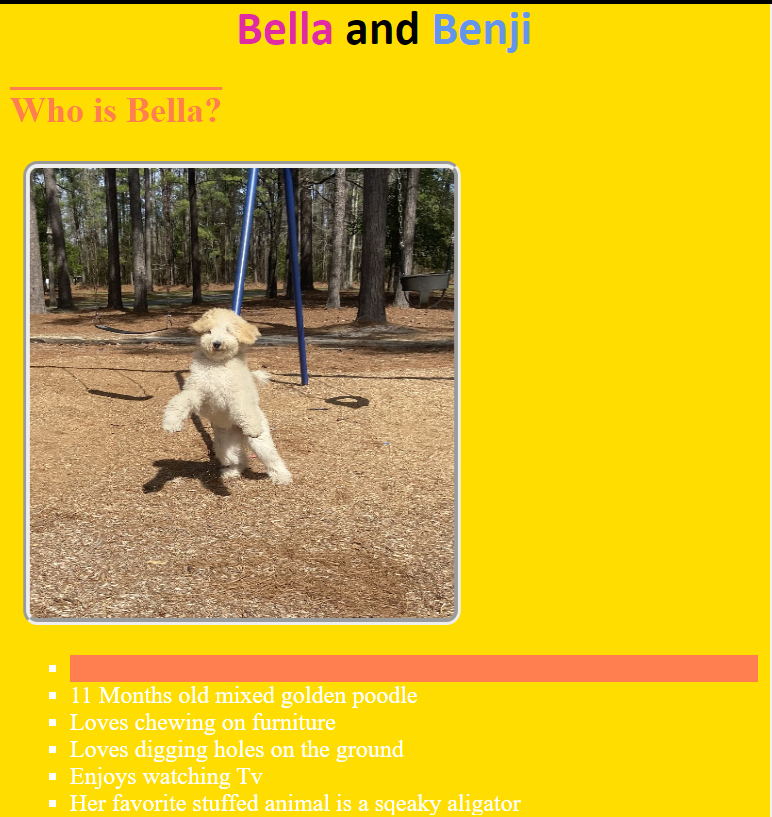 Bella and Benji
Who is Bella?
11 Months old mixed golden poodle
Loves chewing on furniture
Loves digging holes on the ground
Enjoys watching Tv
Her favorite stuffed animal is a sqeaky aligator